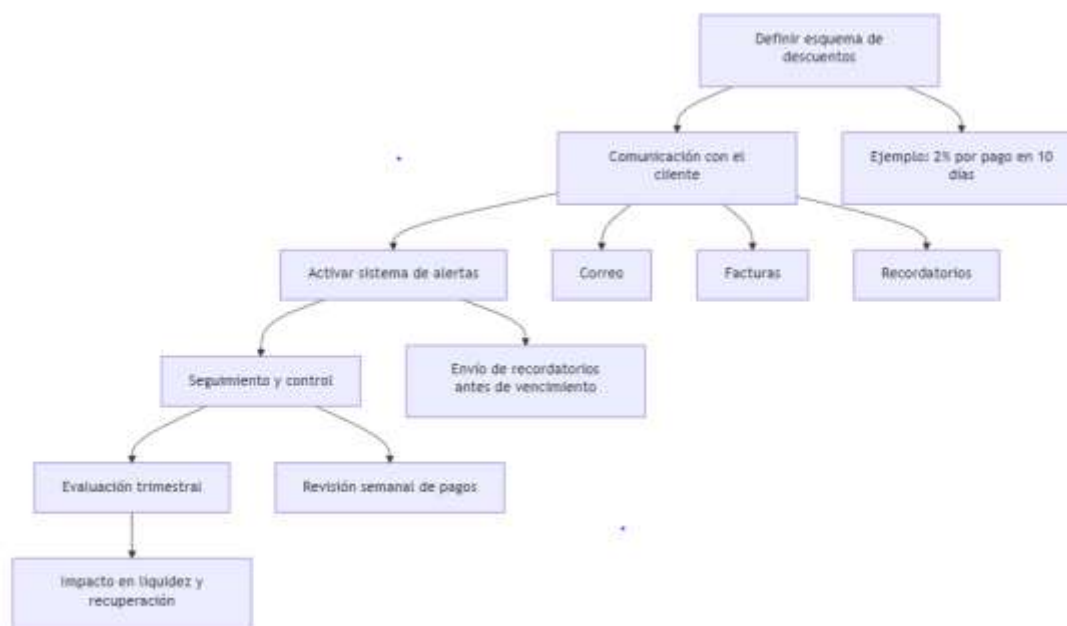 Definir esquema de
descuentos
Comunicación con el
cliente
Ejemplo: 2% por pago en 10
días
Activar sistema de alertas
Correo
Facturas
Recordatorios
Seguimiento y control
Envío de recordatorios
antes de vencimiento
Evaluación trimestral
Revisión semanal de pagos
Impacto en liquidez y
recuperación